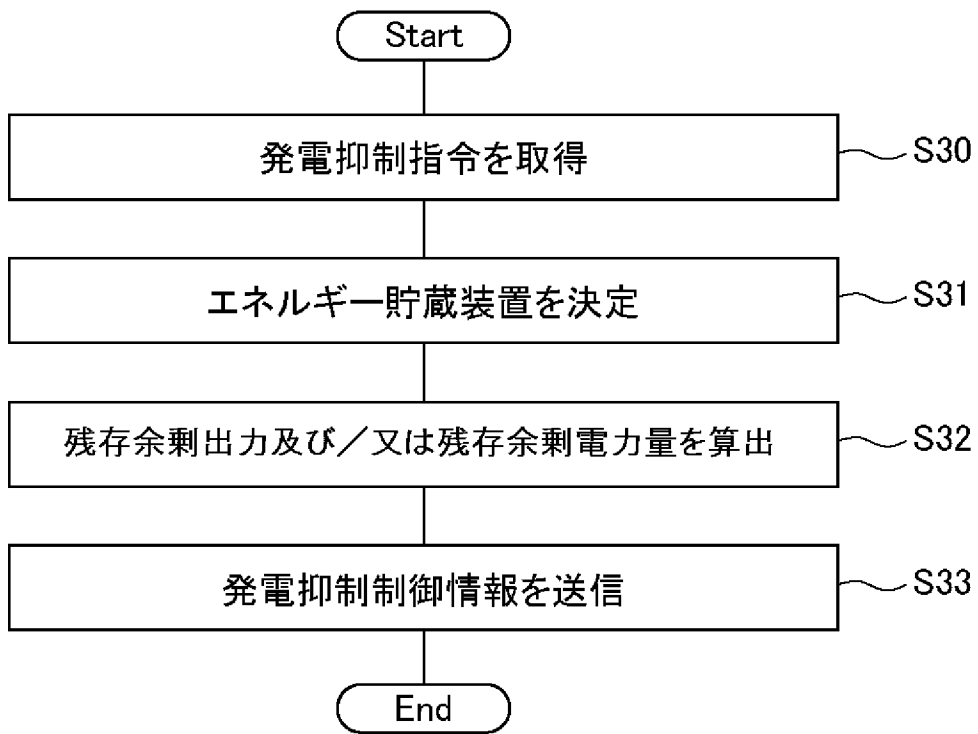 Start
発電抑制指令を取得
S30
エネルギー貯蔵装置を決定
S31
残存余剰出力及び／又は残存余剰電力量を算出
S32
発電抑制制御情報を送信
S33
End